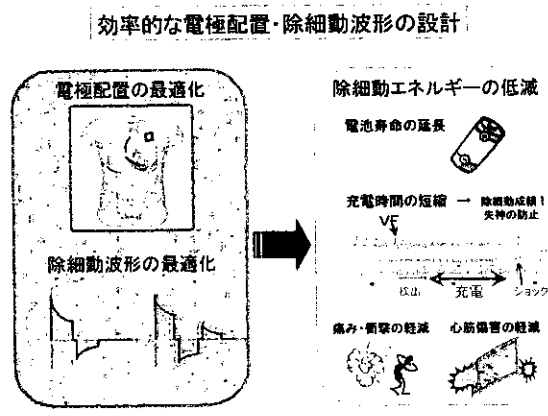 効率的な電極配置・除細動波形の設計
電極配置の最適化
除細動波形の最適化
除細動エネルギーの低減
電池寿命の延長
充電時間の短縮 → 除細動成績↑
失神の防止
VF
検出 充電 ショック
痛み・衝撃の軽減 心筋傷害の軽減